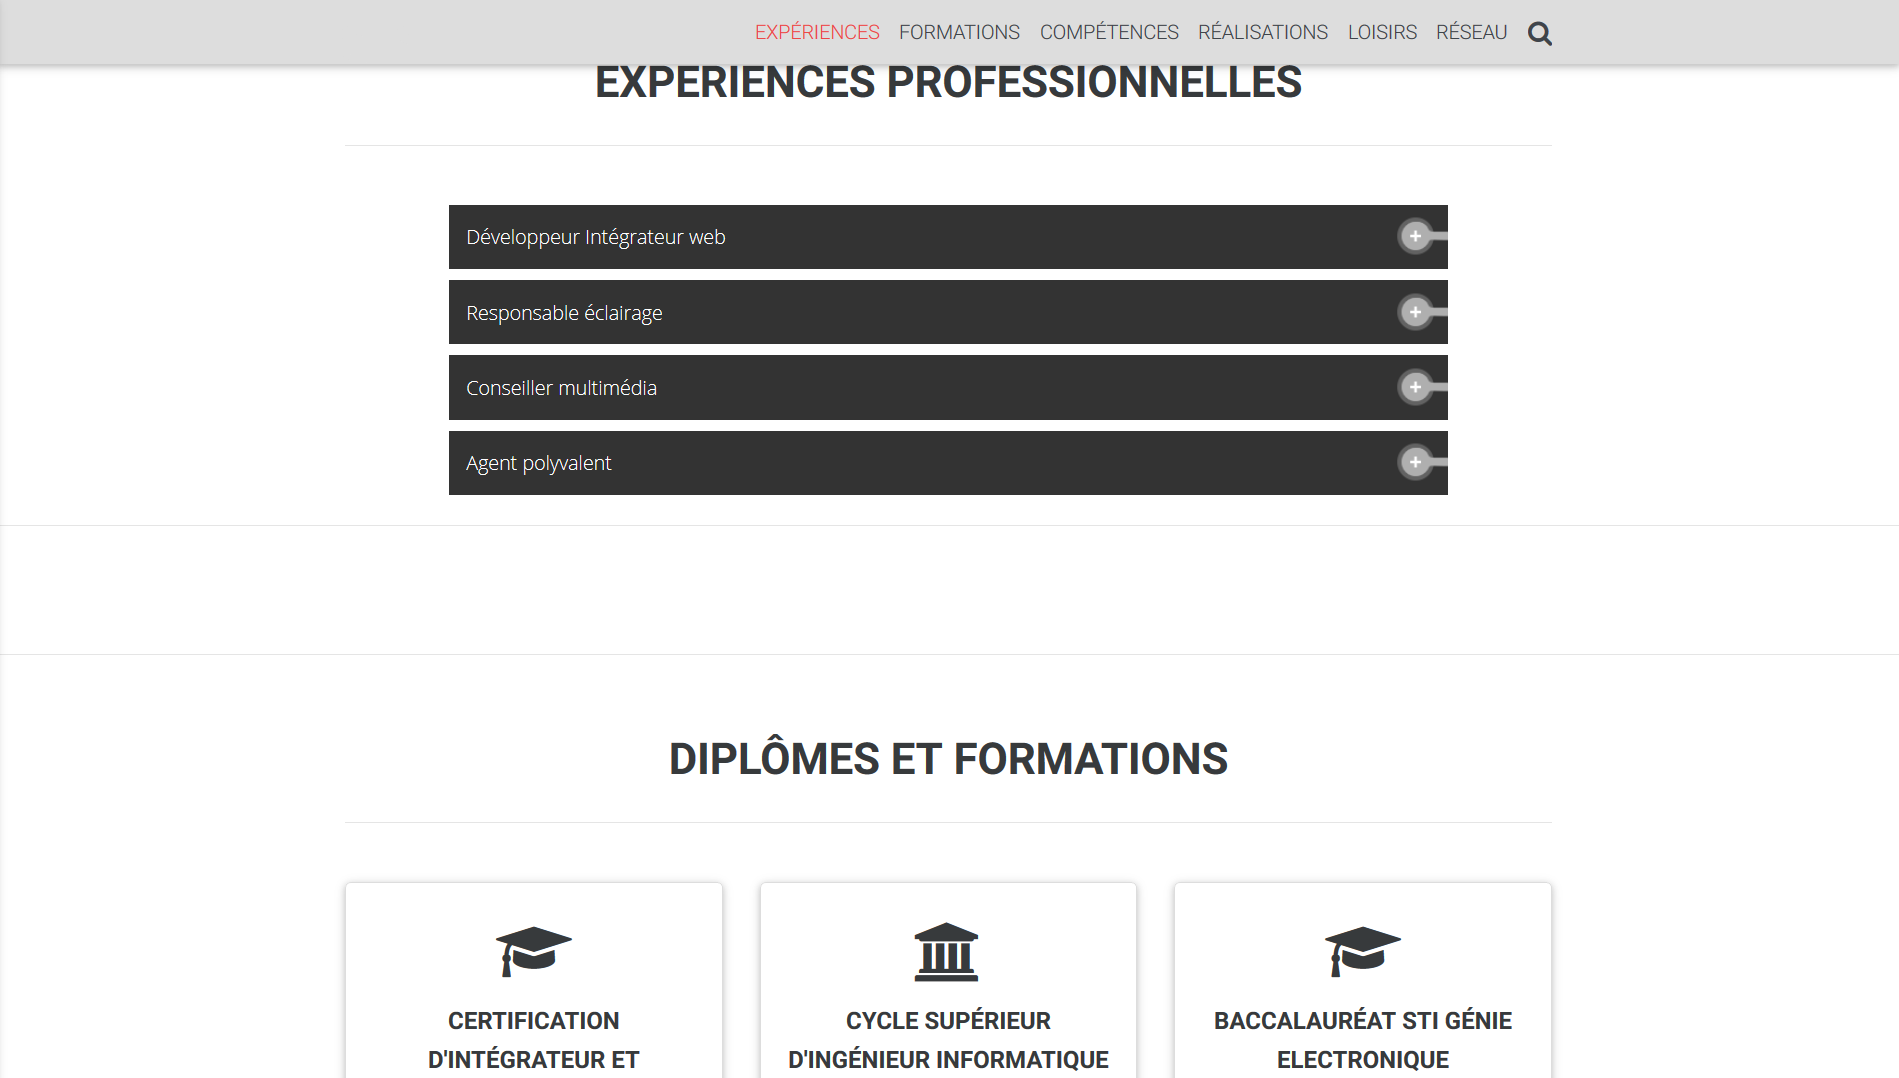 EXPÉRIENCES FORMATIONS COMPÉTENCES RÉALISATIONS LOISIRS RÉSEAU
EXPERIENCES PROFESSIONNELLES
Développeur Intégrateur web
Responsable éclairage
Conseiller multimédia
Agent polyvalent
DIPLÔMES ET FORMATIONS
CERTIFICATION
D'INTÉGRATEUR ET
CYCLE SUPÉRIEUR
D'INGÉNIEUR INFORMATIQUE
BACCALAURÉAT STI GÉNIE
ELECTRONIQUE